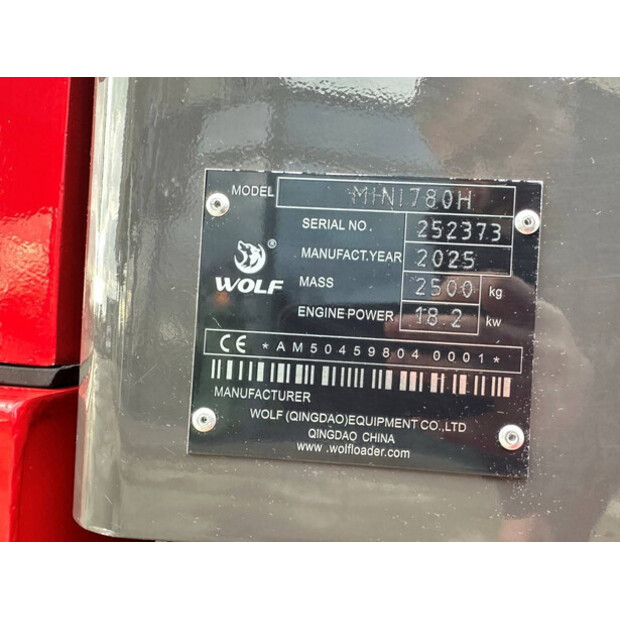 MODEL MINI780H
SERIAL NO. 252373
MANUFACT.YEAR 2025
WOLF ®
MASS 2500 kg
ENGINE POWER 18.2 kw
CE *AM50459804 0001*
MANUFACTURER
WOLF (QINGDAO)EQUIPMENT CO.,LTD
QINGDAO CHINA
www.wolfloader.com